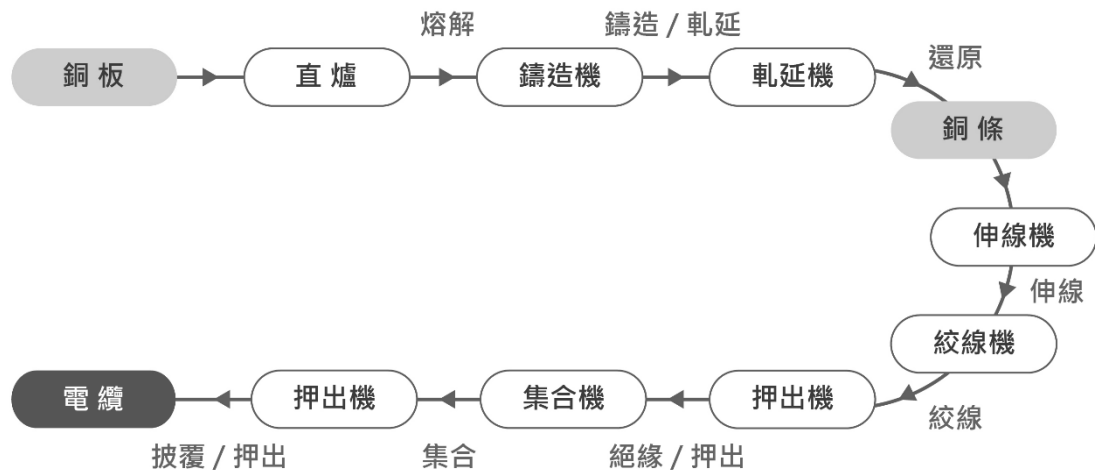 熔解
鑄造 / 軋延
銅板
直爐
鑄造機
軋延機
還原
銅條
伸線機
伸線
絞線機
電纜
押出機
集合機
押出機
絞線
披覆 / 押出
集合
絕緣 / 押出